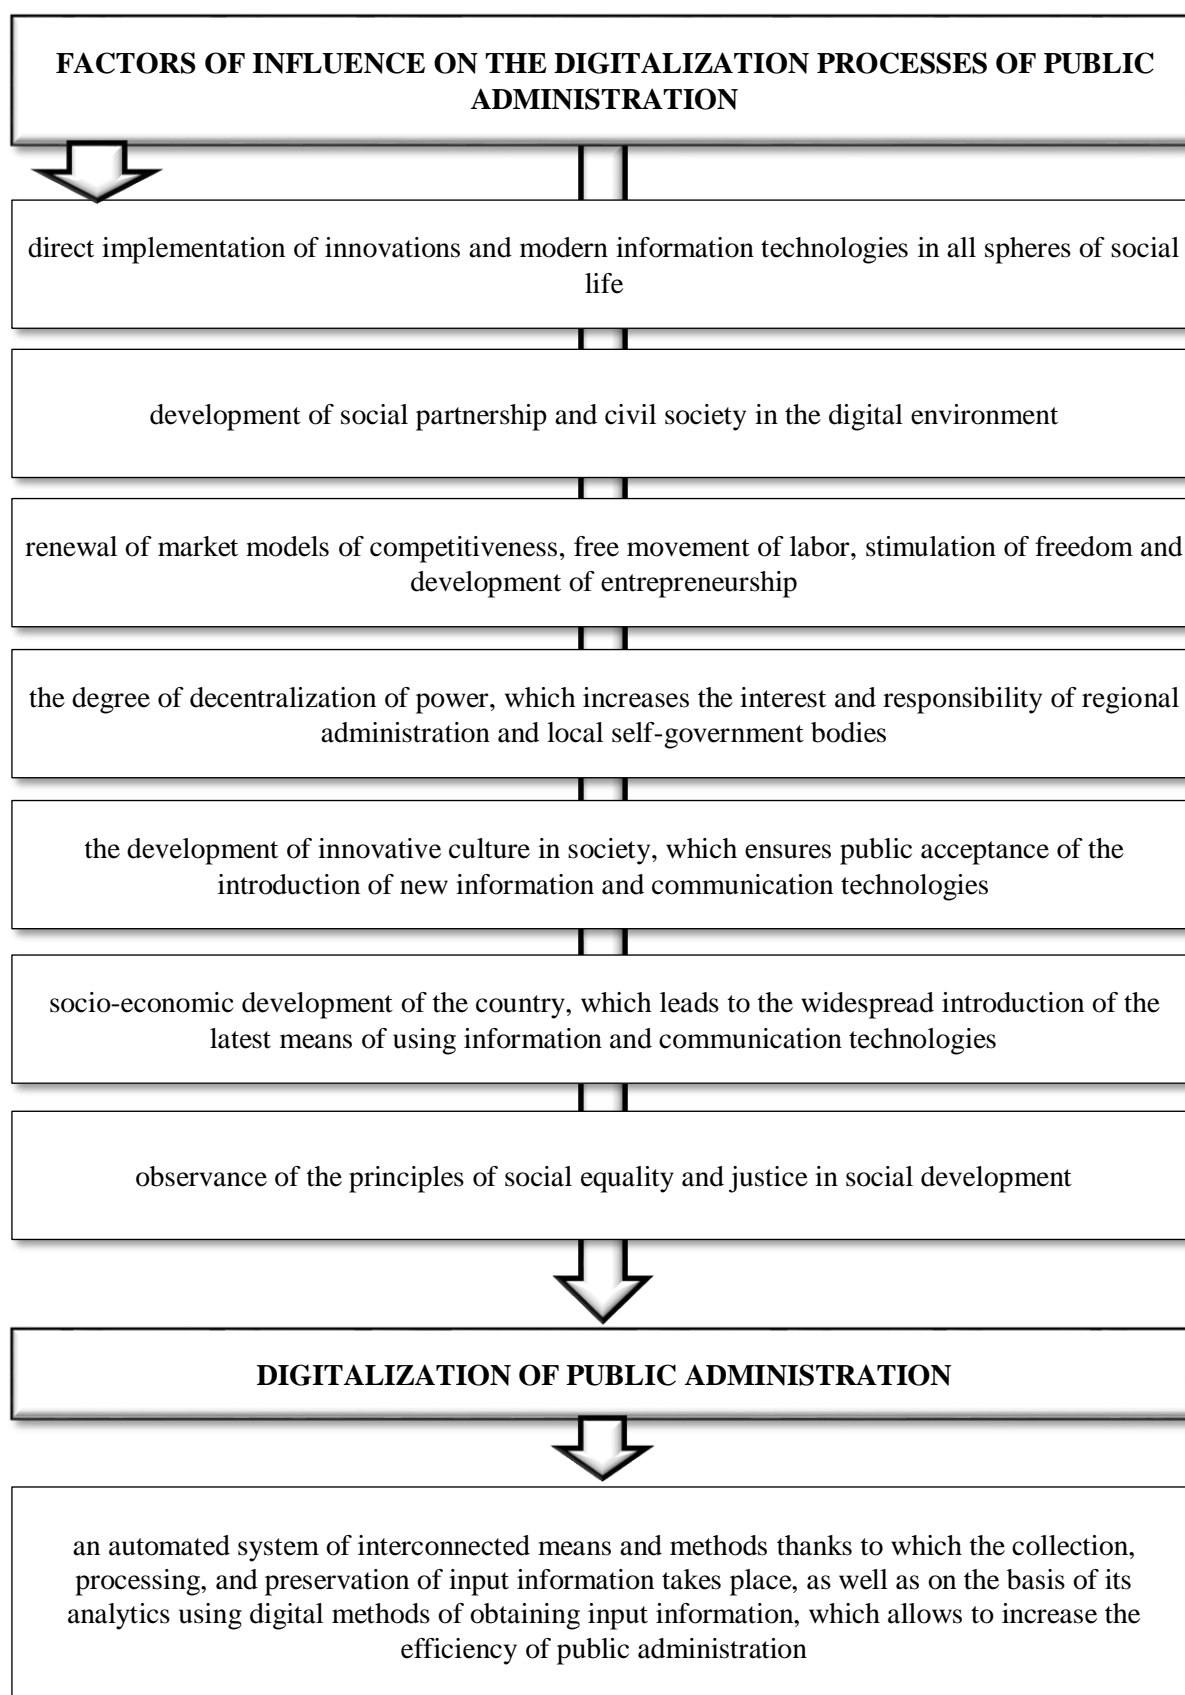 FACTORS OF INFLUENCE ON THE DIGITALIZATION PROCESSES OF PUBLIC
ADMINISTRATION
direct implementation of innovations and modern information technologies in all spheres of social
life
development of social partnership and civil society in the digital environment
renewal of market models of competitiveness, free movement of labor, stimulation of freedom and
development of entrepreneurship
the degree of decentralization of power, which increases the interest and responsibility of regional
administration and local self-government bodies
the development of innovative culture in society, which ensures public acceptance of the
introduction of new information and communication technologies
socio-economic development of the country, which leads to the widespread introduction of the
latest means of using information and communication technologies
observance of the principles of social equality and justice in social development
DIGITALIZATION OF PUBLIC ADMINISTRATION
an automated system of interconnected means and methods thanks to which the collection,
processing, and preservation of input information takes place, as well as on the basis of its
analytics using digital methods of obtaining input information, which allows to increase the
efficiency of public administration